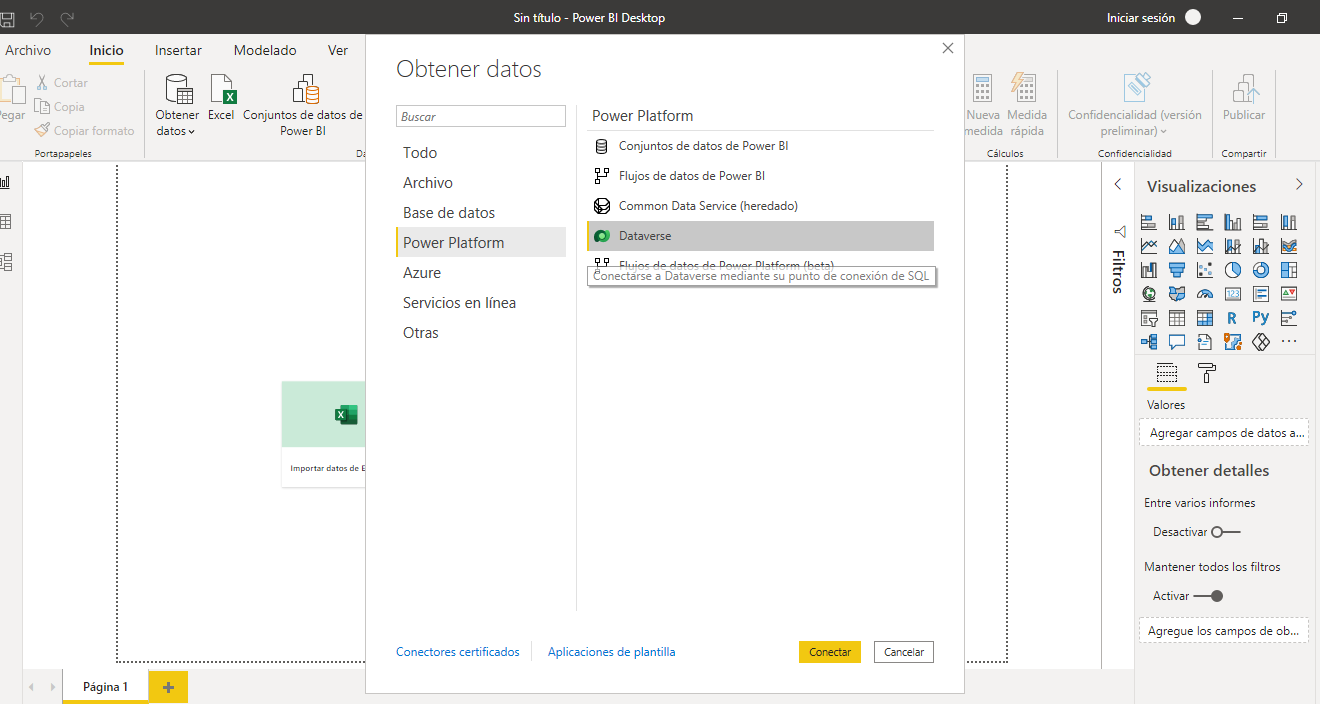 Sin título - Power BI Desktop
Iniciar sesión
Archivo
Inicio
Insertar
Modelado
Ver
Cortar
Copia
Copiar formato
Portapapeles
Obtener datos
Excel
Conjuntos de datos de Power BI
Nueva medida
Medida rápida
Cálculos
Confidencialidad (versión preliminar)
Confidencialidad
Publicar
Compartir
Obtener datos
Buscar
Todo
Archivo
Base de datos
Power Platform
Azure
Servicios en línea
Otras
Power Platform
Conjuntos de datos de Power BI
Flujos de datos de Power BI
Common Data Service (heredado)
Dataverse
Flujos de datos de Power Platform (beta)
Conectarse a Dataverse mediante su punto de conexión de SQL
Conectores certificados
Aplicaciones de plantilla
Conectar
Cancelar
Importar datos de E
Filtros
Visualizaciones
R
Py
Valores
Agregar campos de datos a...
Obtener detalles
Entre varios informes
Desactivar
Mantener todos los filtros
Activar
Agregue los campos de ob...
Página 1